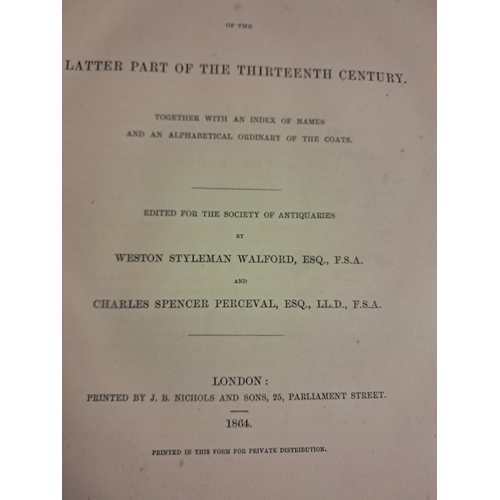 OF THE
LATTER PART OF THE THIRTEENTH CENTURY.
TOGETHER WITH AN INDEX OF NAMES
AND AN ALPHABETICAL ORDINARY OF THE COATS.
EDITED FOR THE SOCIETY OF ANTIQUARIES
BY
WESTON STYLEMAN WALFORD, ESQ., F.S.A.
AND
CHARLES SPENCER PERCEVAL, ESQ., LL.D., F.S.A.
LONDON:
PRINTED BY J. B. NICHOLS AND SONS, 25, PARLIAMENT STREET.
1864.
PRINTED IN THIS FORM FOR PRIVATE DISTRIBUTION.